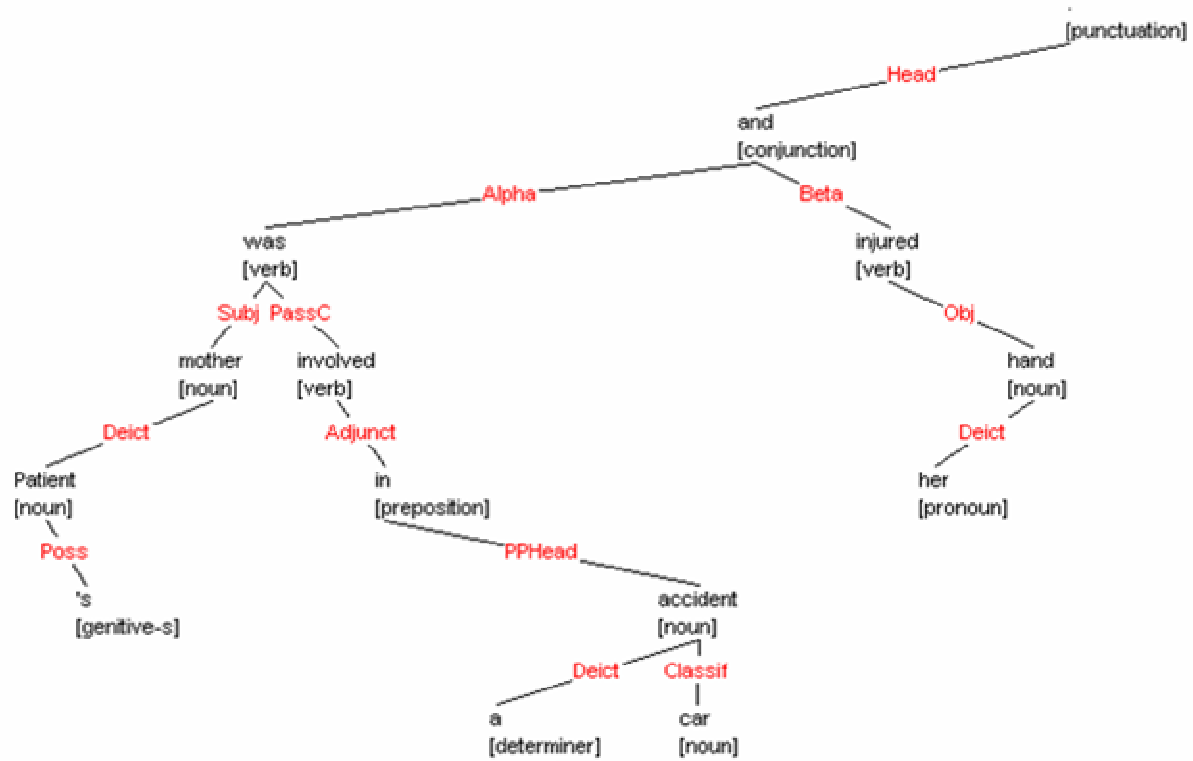 .
[punctuation]
Head
and
[conjunction]
Alpha Beta
was injured
[verb] [verb]
Subj PassC Obj
mother involved hand
[noun] [verb] [noun]
Deict Adjunct Deict
Patient in her
[noun] [preposition] [pronoun]
Poss PPHead
's accident
[genitive-s] [noun]
Deict Classif
a car
[determiner] [noun]